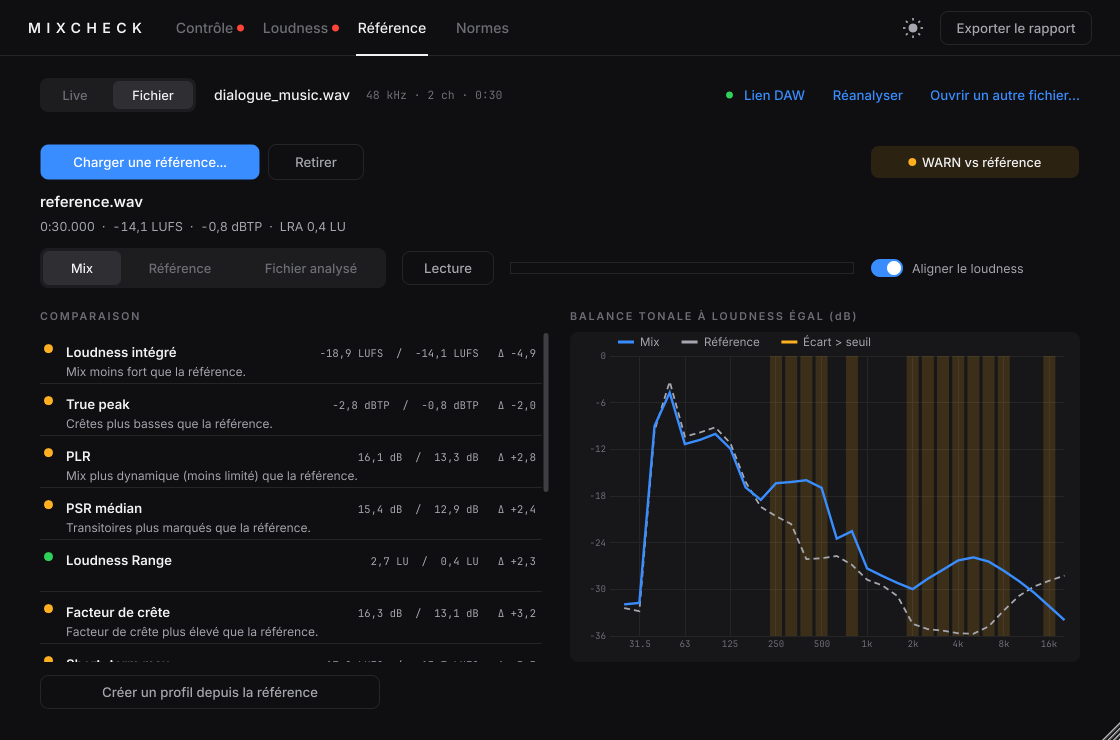 MIXCHECK Contrôle Loudness Référence Normes Exporter le rapport
Live Fichier dialogue_music.wav 48 kHz · 2 ch · 0:30 Lien DAW Réanalyser Ouvrir un autre fichier...
Charger une référence... Retirer WARN vs référence
reference.wav
0:30.000 · -14,1 LUFS · -0,8 dBTP · LRA 0,4 LU
Mix Référence Fichier analysé Lecture Aligner le loudness
COMPARAISON
Loudness intégré -18,9 LUFS / -14,1 LUFS Δ -4,9
Mix moins fort que la référence.
True peak -2,8 dBTP / -0,8 dBTP Δ -2,0
Crêtes plus basses que la référence.
PLR 16,1 dB / 13,3 dB Δ +2,8
Mix plus dynamique (moins limité) que la référence.
PSR médian 15,4 dB / 12,9 dB Δ +2,4
Transitoires plus marqués que la référence.
Loudness Range 2,7 LU / 0,4 LU Δ +2,3
Facteur de crête 16,3 dB / 13,1 dB Δ +3,2
Facteur de crête plus élevé que la référence.
Créer un profil depuis la référence
BALANCE TONALE À LOUDNESS ÉGAL (dB)
Mix Référence Écart > seuil
0
-6
-12
-18
-24
-30
-36
31.5 63 125 250 500 1k 2k 4k 8k 16k